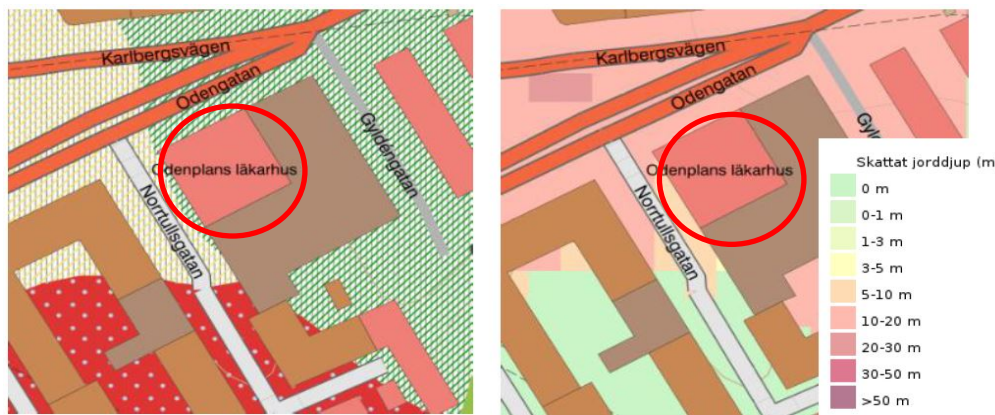 Karlbergsvägen
Odengatan
Gyldengatan
Odenplans läkarhus
Norrtullsgatan
Karlbergsvägen
Odengatan
Gylde
Odenplans läkarhus
Norrtullsgatan
Skattat jorddjup (m
0 m
0-1 m
1-3 m
3-5 m
5-10 m
10-20 m
20-30 m
30-50 m
>50 m